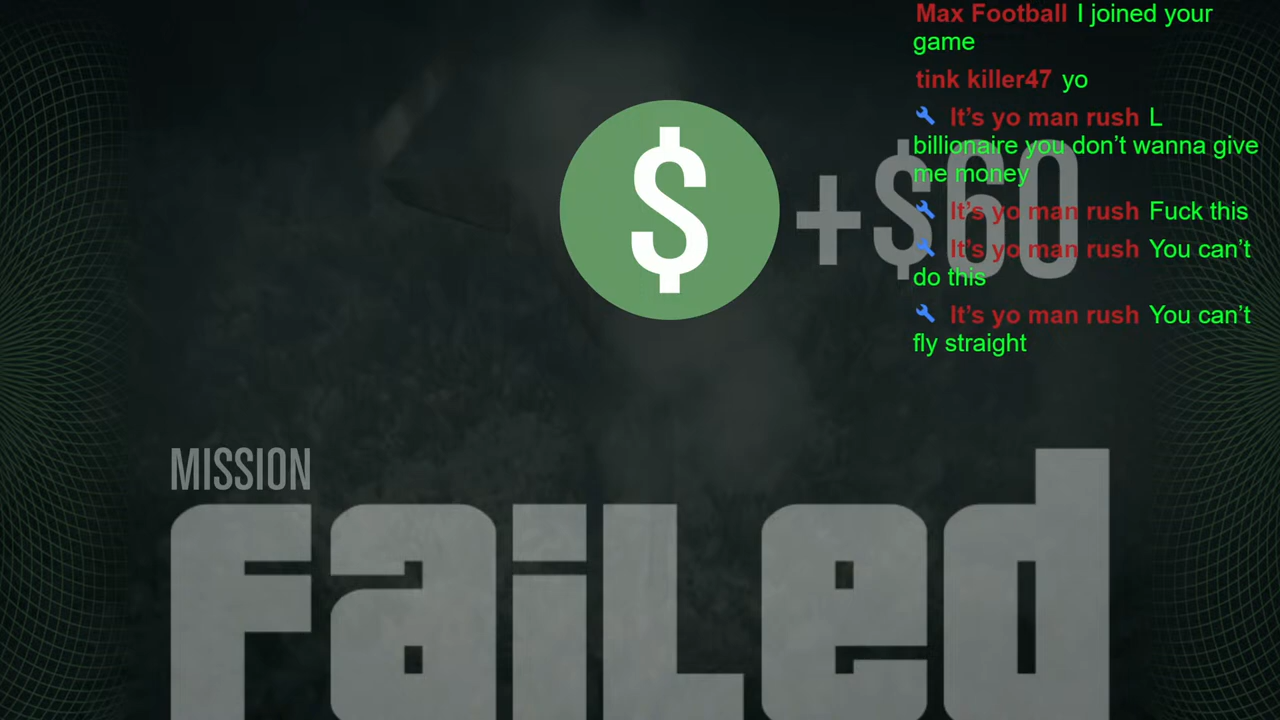 Max Football I joined your
game
tink killer47 yo
It’s yo man rush L
billionaire you don’t wanna give
me money
It’s yo man rush Fuck this
It’s yo man rush You can’t
do this
It’s yo man rush You can’t
fly straight
$ +$60
MISSION
FaiLed